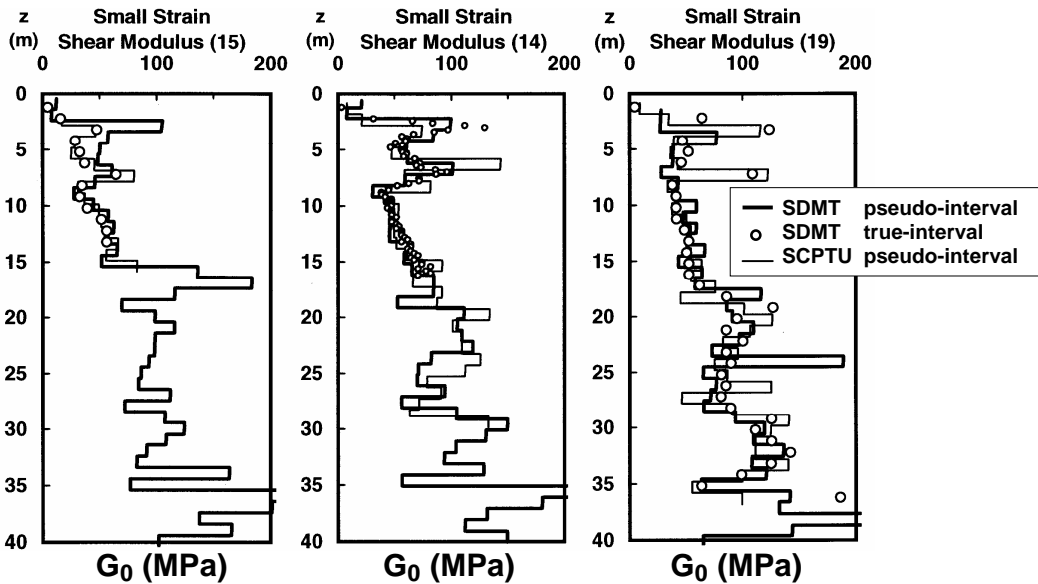 z Small Strain
(m) Shear Modulus (15)
0 100 200
0
5
10
15
20
25
30
35
40
G0 (MPa)
z Small Strain
(m) Shear Modulus (14)
0 100 200
0
5
10
15
20
25
30
35
40
G0 (MPa)
z Small Strain
(m) Shear Modulus (19)
0 100 200
0
5
10
15
20
25
30
35
40
G0 (MPa)
SDMT pseudo-interval
SDMT true-interval
SCPTU pseudo-interval